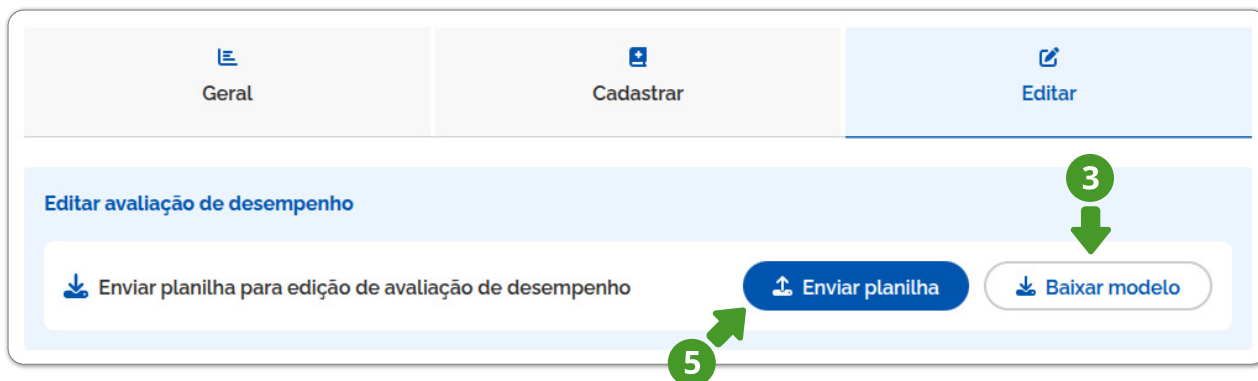 Geral
Cadastrar
Editar
3
Editar avaliação de desempenho
Enviar planilha para edição de avaliação de desempenho
Enviar planilha
Baixar modelo
5